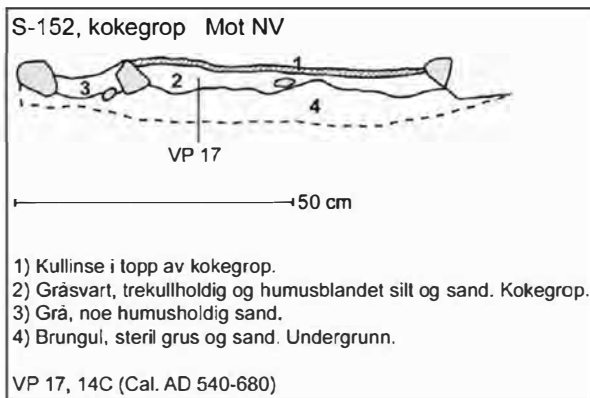 S-152, kokegrop Mot NV
1
3
2
4
VP 17
50 cm
1) Kullinse i topp av kokegrop.
2) Gråsvart, trekullholdig og humusblandet silt og sand. Kokegrop.
3) Grå, noe humusholdig sand.
4) Brungul, steril grus og sand. Undergrunn.
VP 17, 14C (Cal. AD 540-680)